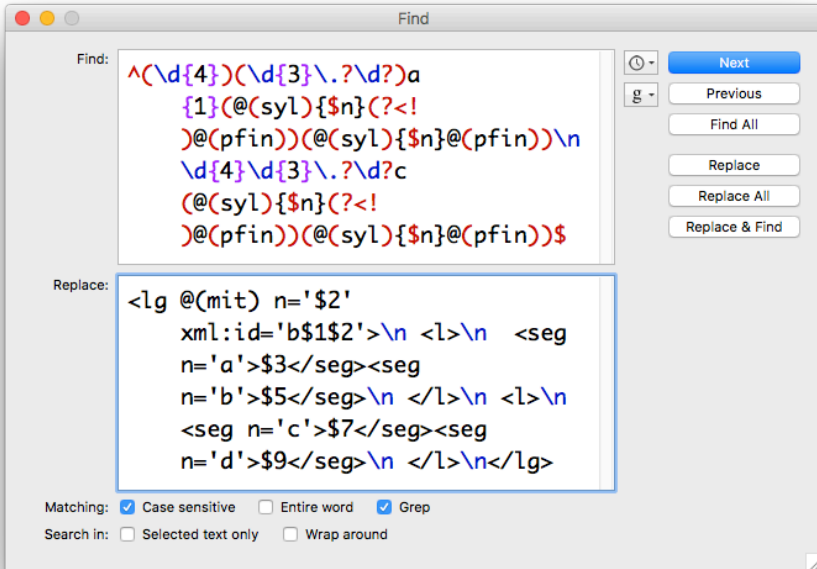 Find
Find:
^(\d{4})(\d{3}\.?\d?)a
{1}(@(syl){$n}(?<!
)@(pfin))(@(syl){$n}@(pfin))\n
\d{4}\d{3}\.?\d?c
(@(syl){$n}(?<!
)@(pfin))(@(syl){$n}@(pfin))$
g
Next
Previous
Find All
Replace
Replace All
Replace & Find
Replace:
<lg @(mit) n='$2'
xml:id='b$1$2'>\n <l>\n  <seg
n='a'>$3</seg><seg
n='b'>$5</seg>\n </l>\n <l>\n
<seg n='c'>$7</seg><seg
n='d'>$9</seg>\n </l>\n</lg>
Matching: Case sensitive Entire word Grep
Search in: Selected text only Wrap around